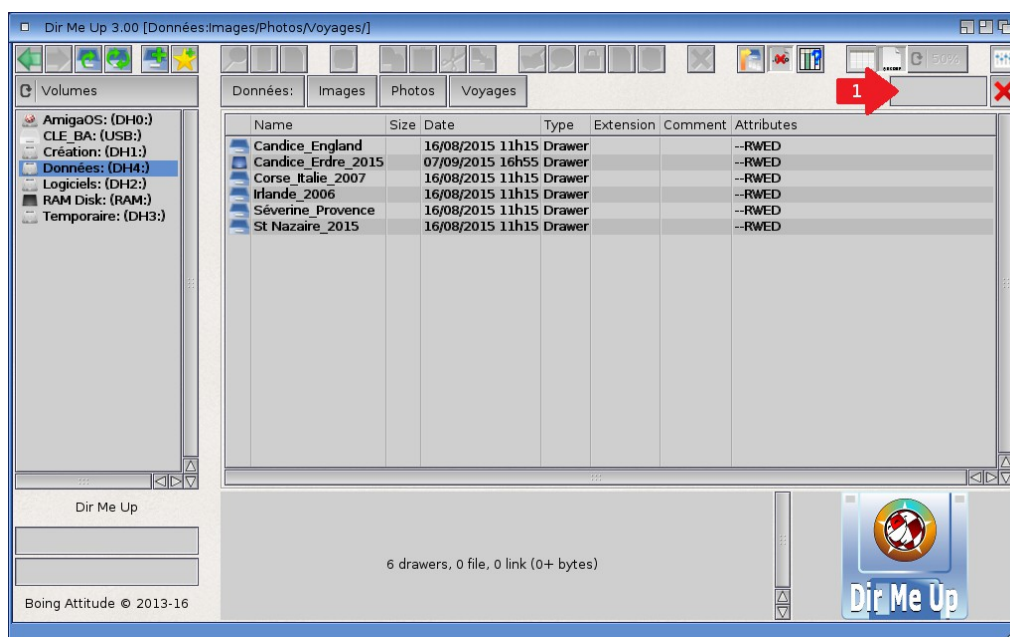 Dir Me Up 3.00 [Données:Images/Photos/Voyages/]
50%
Volumes
Données: Images Photos Voyages
1
AmigaOS: (DH0:)
CLE_BA: (USB:)
Création: (DH1:)
Données: (DH4:)
Logiciels: (DH2:)
RAM Disk: (RAM:)
Temporaire: (DH3:)
Name Size Date Type Extension Comment Attributes
Candice_England 16/08/2015 11h15 Drawer --RWED
Candice_Erdre_2015 07/09/2015 16h55 Drawer --RWED
Corse_Italie_2007 16/08/2015 11h15 Drawer --RWED
Irlande_2006 16/08/2015 11h15 Drawer --RWED
Séverine_Provence 16/08/2015 11h15 Drawer --RWED
St Nazaire_2015 16/08/2015 11h15 Drawer --RWED
Dir Me Up
Boing Attitude © 2013-16
6 drawers, 0 file, 0 link (0+ bytes)
Dir Me Up